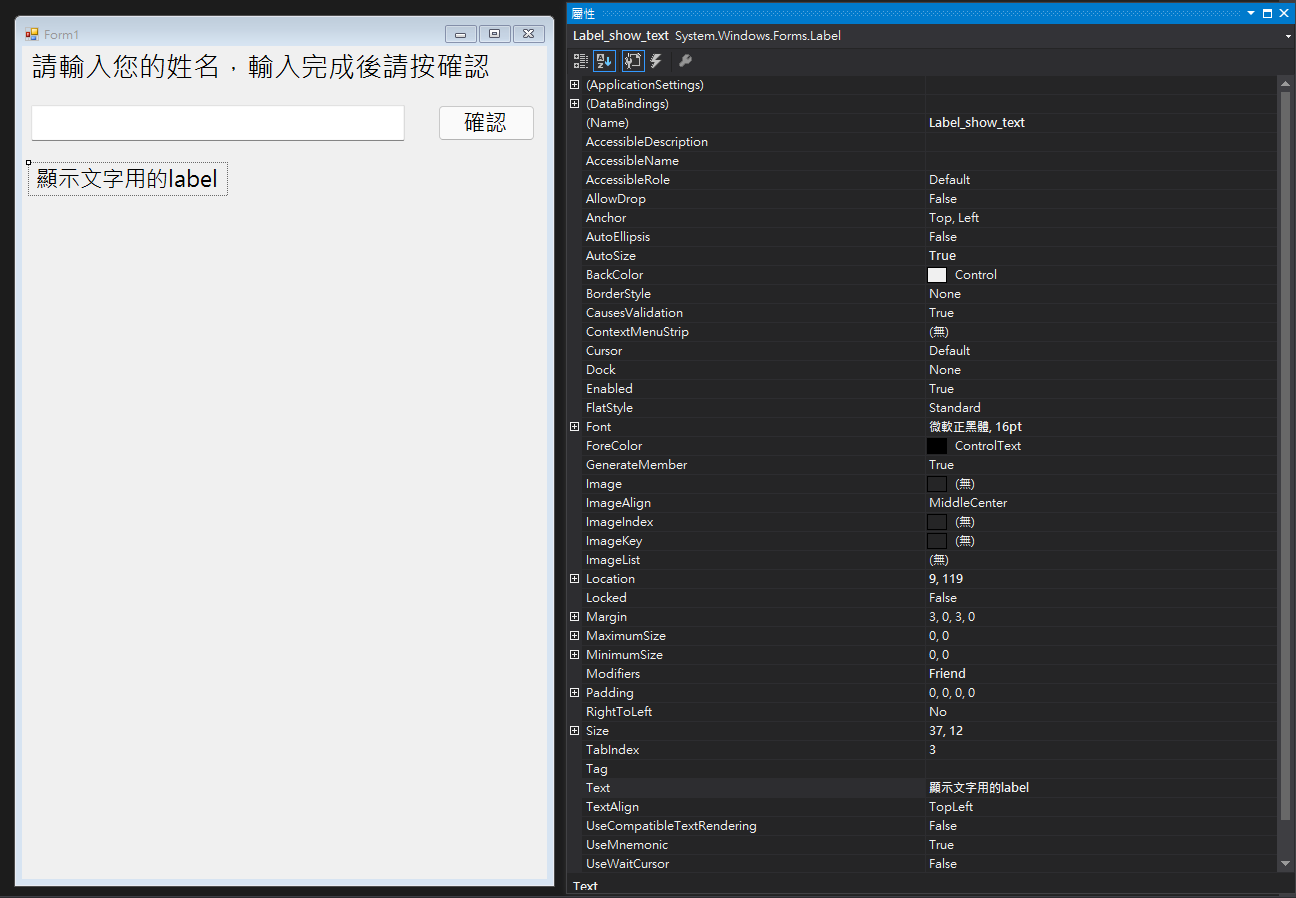 Form1
請輸入您的姓名，輸入完成後請按確認
確認
顯示文字用的label
屬性
Label_show_text System.Windows.Forms.Label
(ApplicationSettings)
(DataBindings)
(Name) Label_show_text
AccessibleDescription
AccessibleName
AccessibleRole Default
AllowDrop False
Anchor Top, Left
AutoEllipsis False
AutoSize True
BackColor Control
BorderStyle None
CausesValidation True
ContextMenuStrip (無)
Cursor Default
Dock None
Enabled True
FlatStyle Standard
Font 微軟正黑體, 16pt
ForeColor ControlText
GenerateMember True
Image (無)
ImageAlign MiddleCenter
ImageIndex (無)
ImageKey (無)
ImageList (無)
Location 9, 119
Locked False
Margin 3, 0, 3, 0
MaximumSize 0, 0
MinimumSize 0, 0
Modifiers Friend
Padding 0, 0, 0, 0
RightToLeft No
Size 37, 12
TabIndex 3
Tag
Text 顯示文字用的label
TextAlign TopLeft
UseCompatibleTextRendering False
UseMnemonic True
UseWaitCursor False
Text